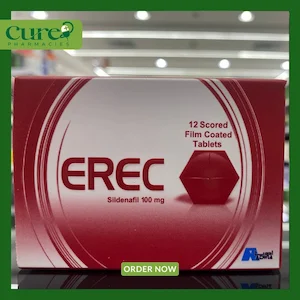 cure
PHARMACIES
12 Scored
Film Coated
Tablets
EREC
Sildenafil 100 mg
ORDER NOW